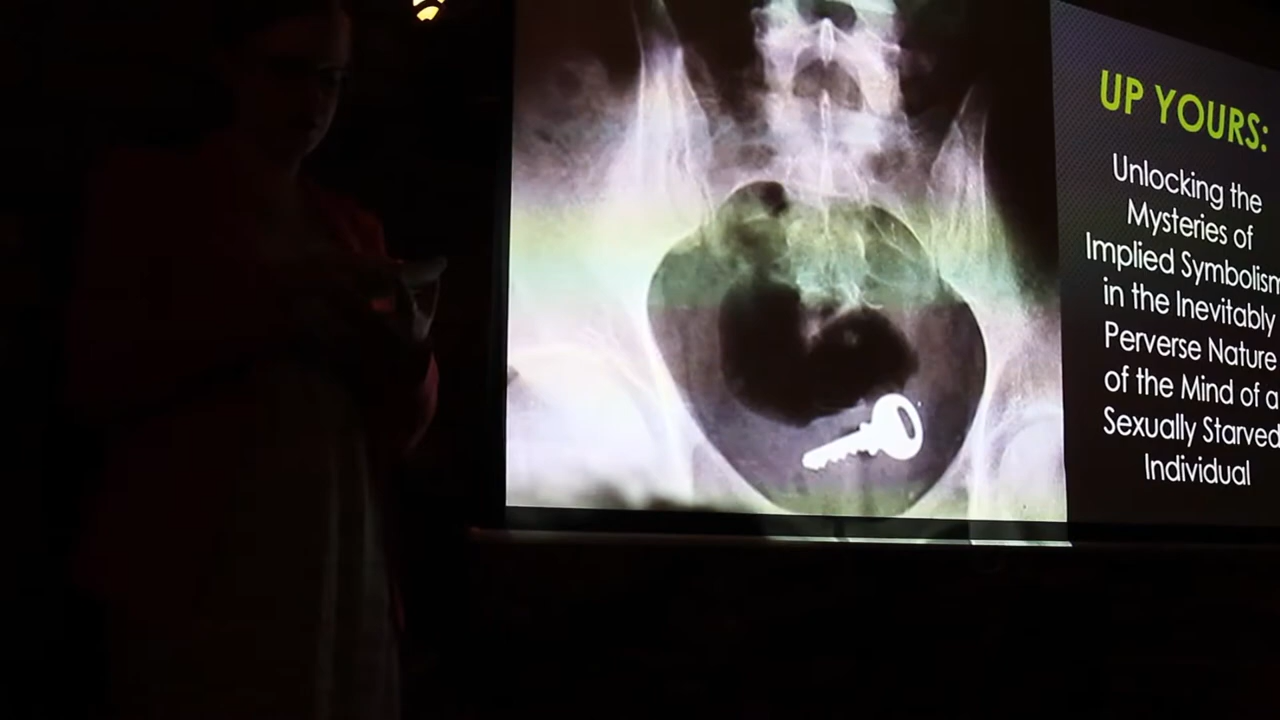 UP YOURS:
Unlocking the
Mysteries of
Implied Symbolism
in the Inevitably
Perverse Nature
of the Mind of a
Sexually Starved
Individual